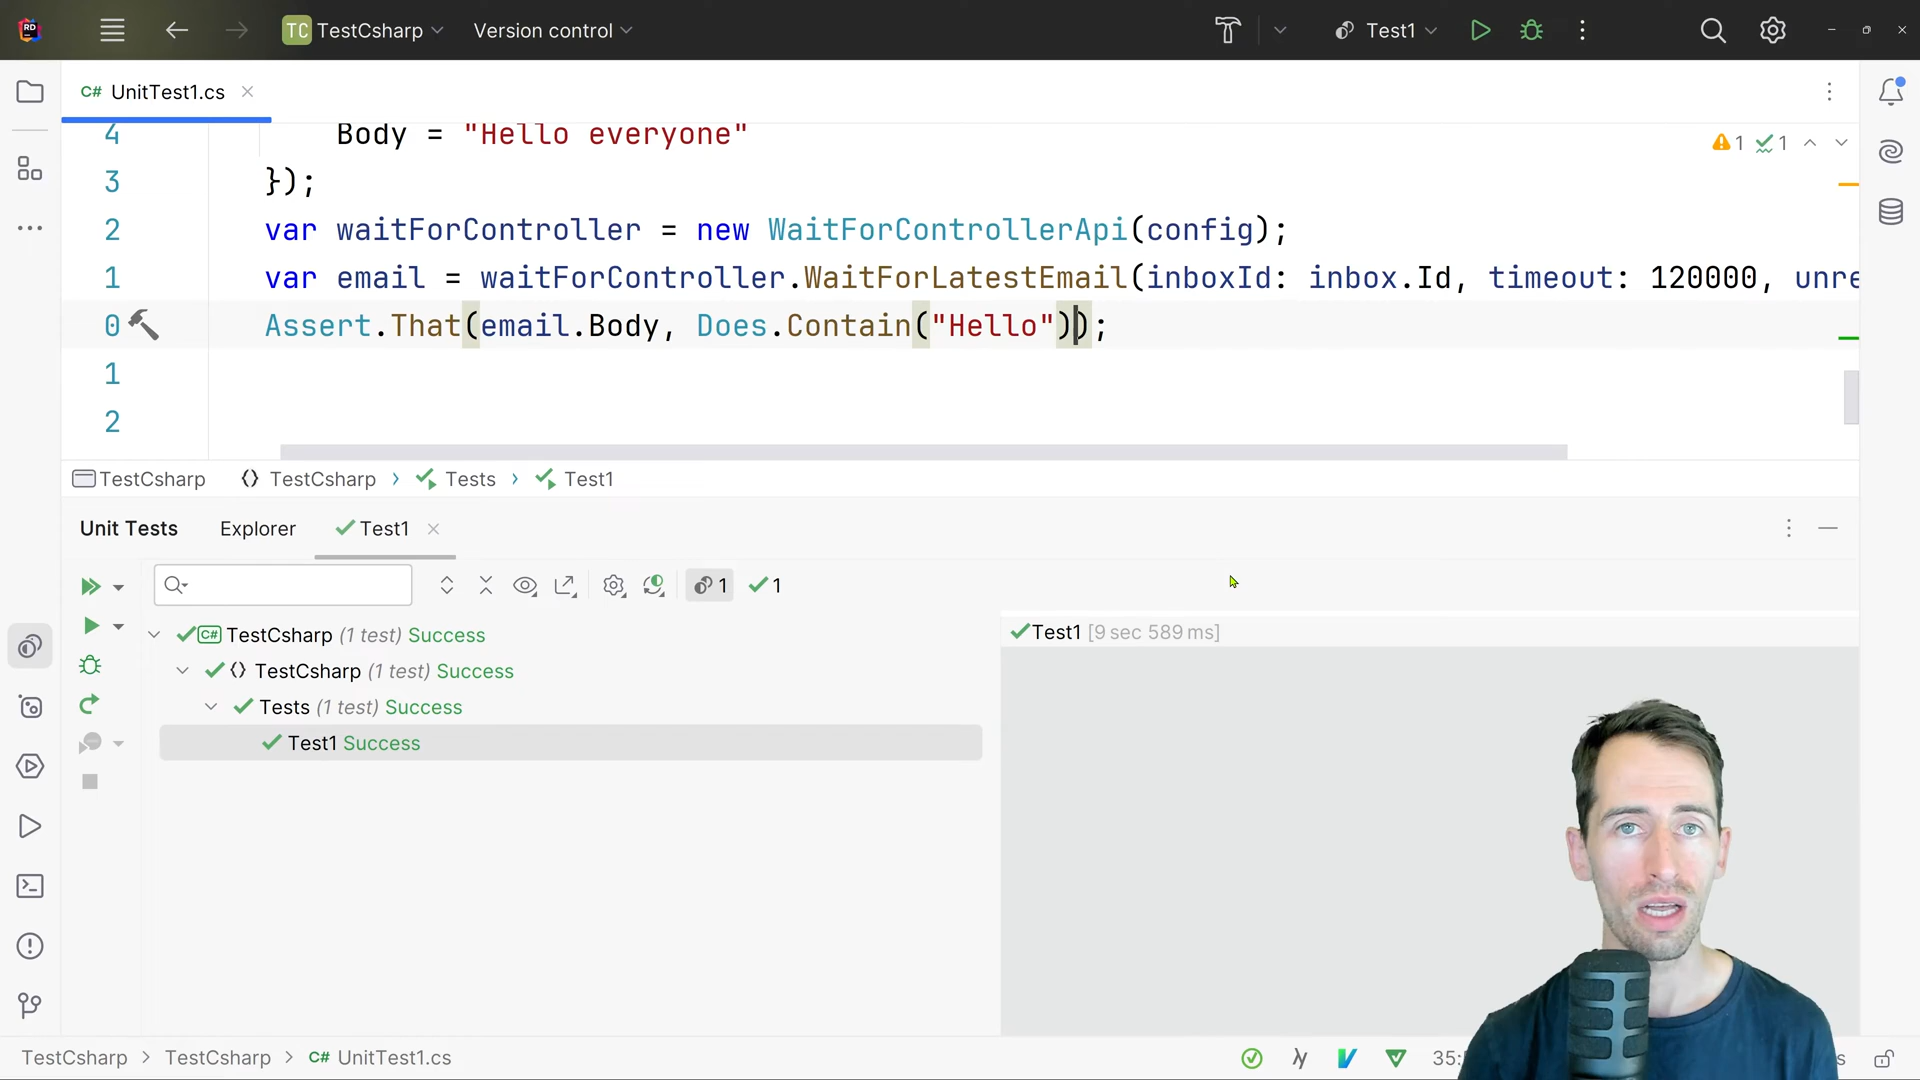 RD
TC TestCsharp
Version control
Test1
C# UnitTest1.cs
4 Body = "Hello everyone"
3 });
2 var waitForController = new WaitForControllerApi(config);
1 var email = waitForController.WaitForLatestEmail(inboxId: inbox.Id, timeout: 120000, unre
0 Assert.That(email.Body, Does.Contain("Hello"));
1
2
1 1
TestCsharp TestCsharp > Tests > Test1
Unit Tests Explorer Test1
1 1
TestCsharp (1 test) Success
TestCsharp (1 test) Success
Tests (1 test) Success
Test1 Success
Test1 [9 sec 589 ms]
TestCsharp > TestCsharp > C# UnitTest1.cs
35:
s